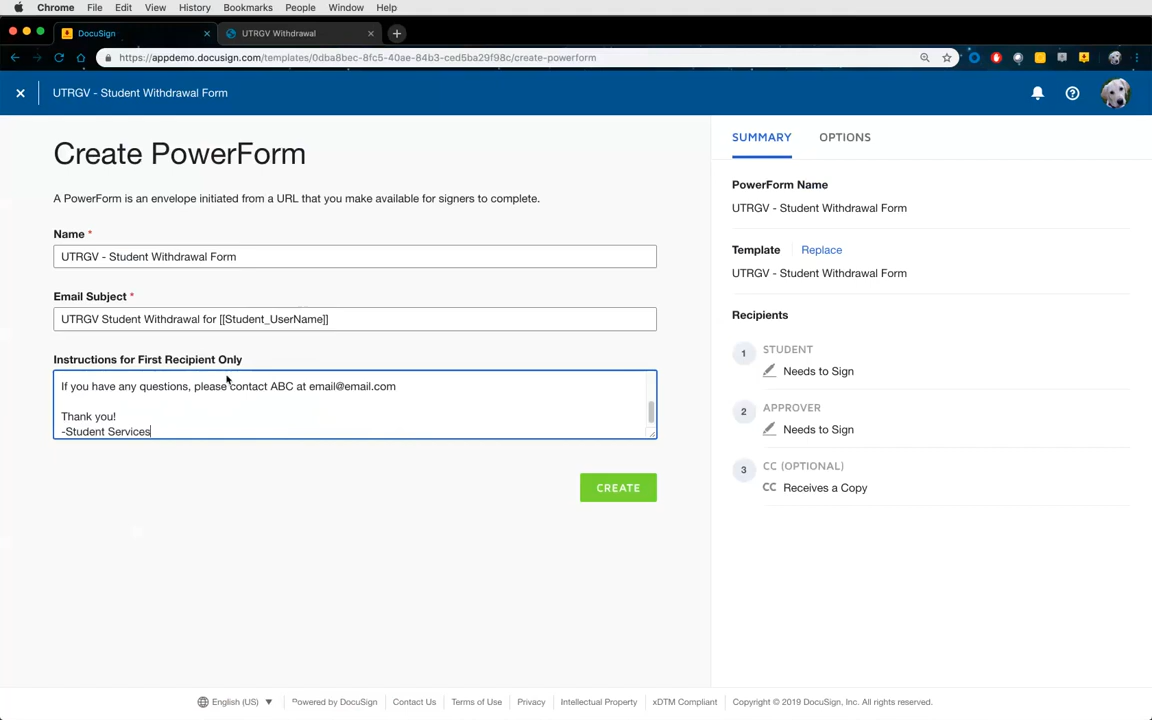 Chrome File Edit View History Bookmarks People Window Help
DocuSign × UTRGV Withdrawal × +
https://appdemo.docusign.com/templates/0dba8bec-8fc5-40ae-84b3-ced5ba29f98c/create-powerform
UTRGV - Student Withdrawal Form
Create PowerForm
A PowerForm is an envelope initiated from a URL that you make available for signers to complete.
Name *
UTRGV - Student Withdrawal Form
Email Subject *
UTRGV Student Withdrawal for [[Student_UserName]]
Instructions for First Recipient Only
If you have any questions, please contact ABC at email@email.com
Thank you!
-Student Services
CREATE
SUMMARY OPTIONS
PowerForm Name
UTRGV - Student Withdrawal Form
Template Replace
UTRGV - Student Withdrawal Form
Recipients
1 STUDENT
Needs to Sign
2 APPROVER
Needs to Sign
3 CC (OPTIONAL)
CC Receives a Copy
English (US) ▼ Powered by DocuSign Contact Us Terms of Use Privacy Intellectual Property xDTM Compliant Copyright © 2019 DocuSign, Inc. All rights reserved.